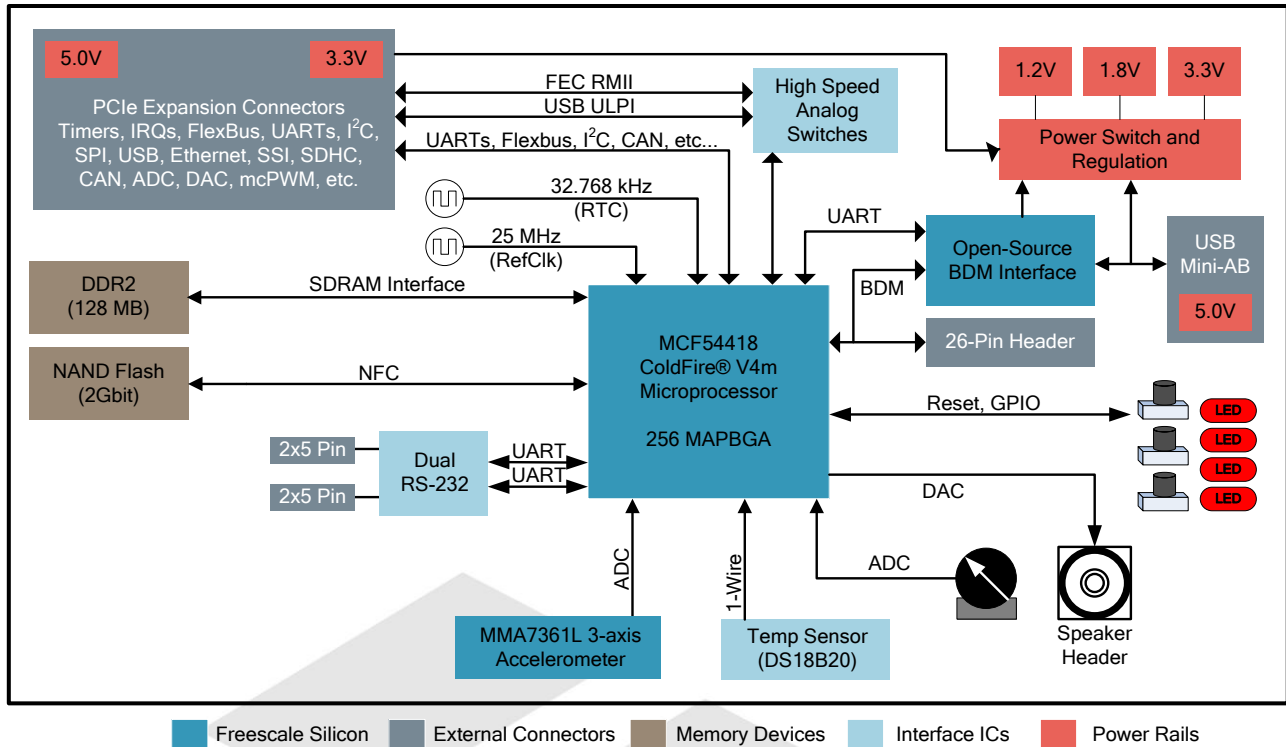 5.0V
3.3V
PCIe Expansion Connectors
Timers, IRQs, FlexBus, UARTs, I²C,
SPI, USB, Ethernet, SSI, SDHC,
CAN, ADC, DAC, mcPWM, etc.
FEC RMII
USB ULPI
UARTs, Flexbus, I²C, CAN, etc...
High Speed
Analog
Switches
1.2V
1.8V
3.3V
Power Switch and
Regulation
32.768 kHz
(RTC)
25 MHz
(RefClk)
UART
BDM
Open-Source
BDM Interface
USB
Mini-AB
5.0V
26-Pin Header
DDR2
(128 MB)
SDRAM Interface
NAND Flash
(2Gbit)
NFC
MCF54418
ColdFire® V4m
Microprocessor
256 MAPBGA
Reset, GPIO
LED
LED
LED
LED
2x5 Pin
2x5 Pin
Dual
RS-232
UART
UART
DAC
ADC
ADC
1-Wire
MMA7361L 3-axis
Accelerometer
Temp Sensor
(DS18B20)
Speaker
Header
Freescale Silicon
External Connectors
Memory Devices
Interface ICs
Power Rails